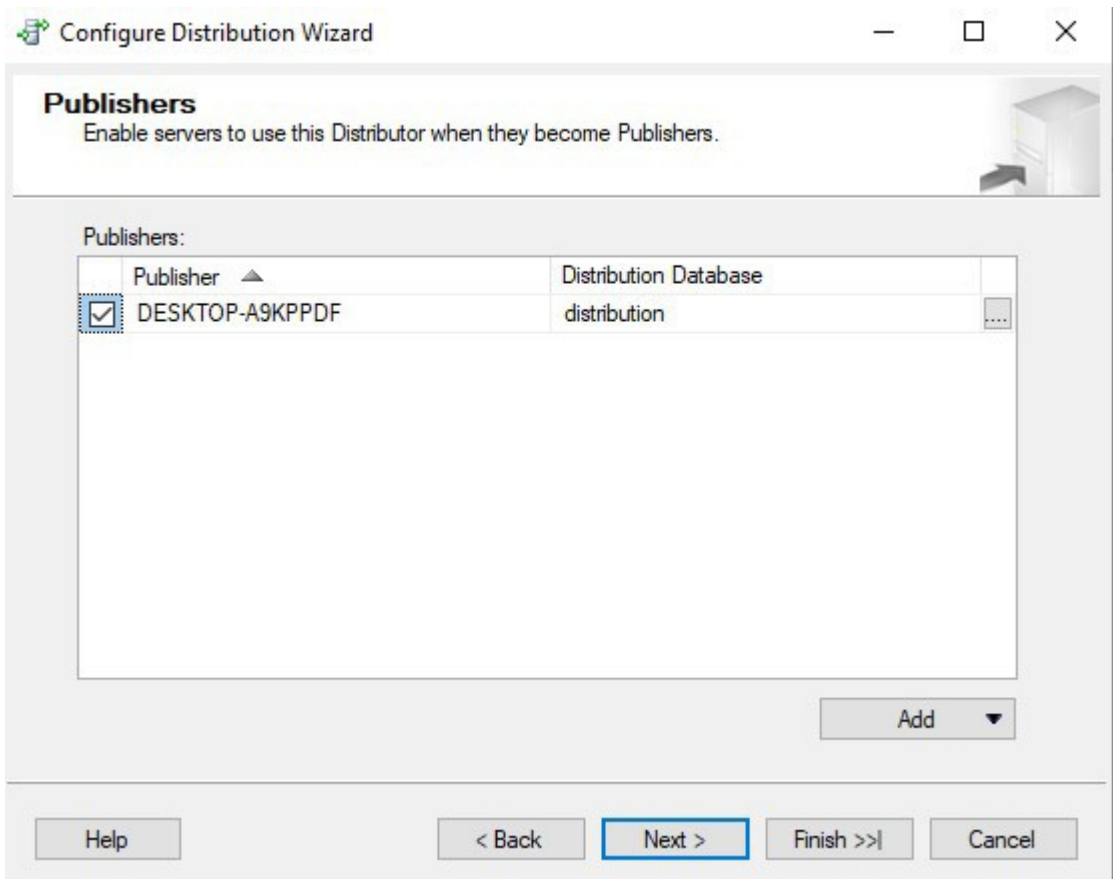 Configure Distribution Wizard
Publishers
Enable servers to use this Distributor when they become Publishers.
Publishers:
Publisher Distribution Database
DESKTOP-A9KPPDF distribution ....
Add
Help < Back Next > Finish >>| Cancel